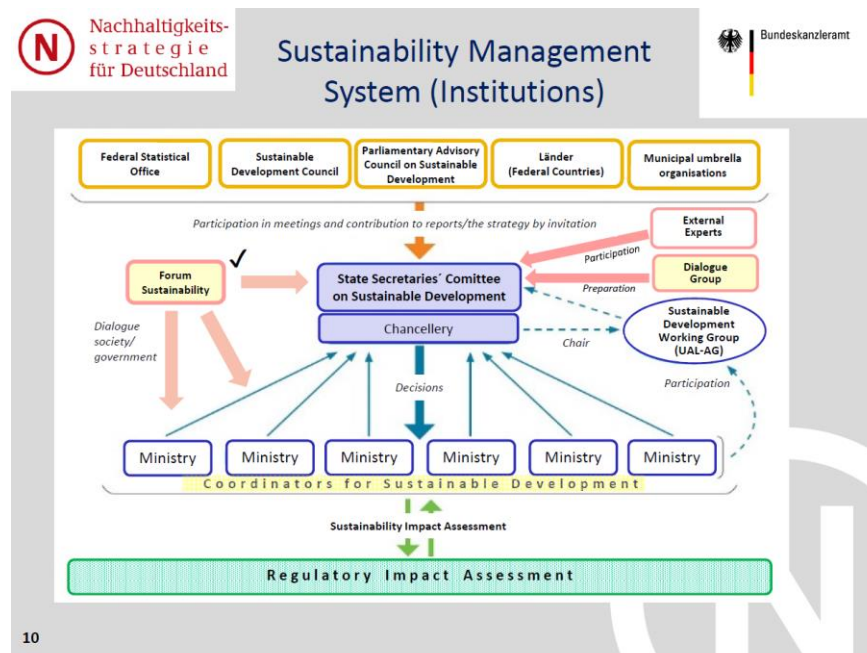 Nachhaltigkeits-
strategie
für Deutschland
N
Sustainability Management
System (Institutions)
Bundeskanzleramt
Federal Statistical
Office
Sustainable
Development Council
Parliamentary Advisory
Council on Sustainable
Development
Länder
(Federal Countries)
Municipal umbrella
organisations
Participation in meetings and contribution to reports/the strategy by invitation
External
Experts
Participation
Forum
Sustainability
State Secretaries´ Comittee
on Sustainable Development
Dialogue
Group
Preparation
Chancellery
Chair
Sustainable
Development
Working Group
(UAL-AG)
Dialogue
society/
government
Decisions
Participation
Ministry
Ministry
Ministry
Ministry
Ministry
Ministry
Coordinators for Sustainable Development
Sustainability Impact Assessment
Regulatory Impact Assessment
N
10